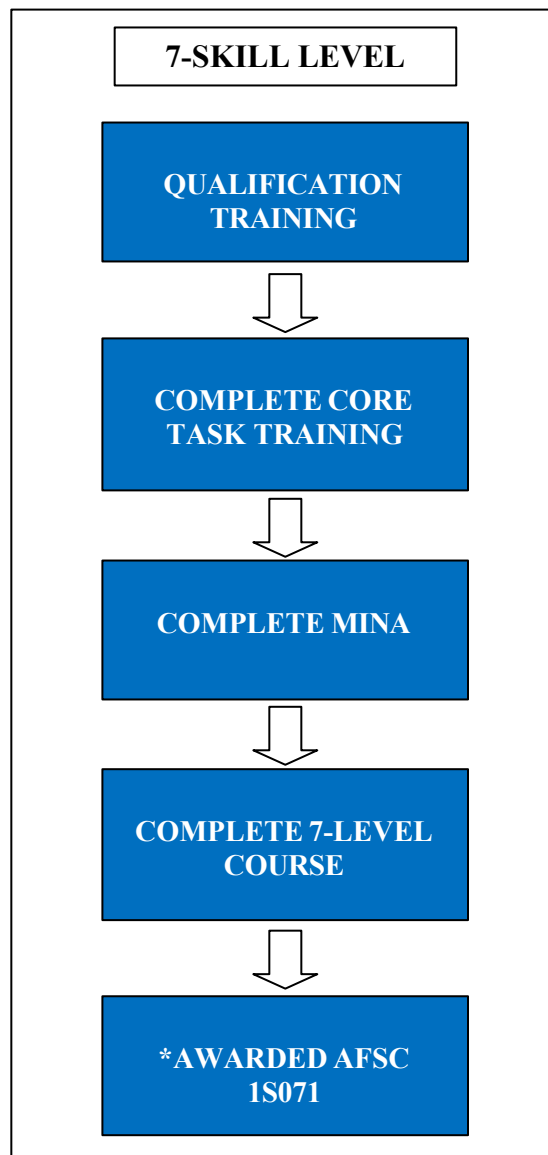 7-SKILL LEVEL
QUALIFICATION
TRAINING
COMPLETE CORE
TASK TRAINING
COMPLETE MINA
COMPLETE 7-LEVEL
COURSE
*AWARDED AFSC
1S071